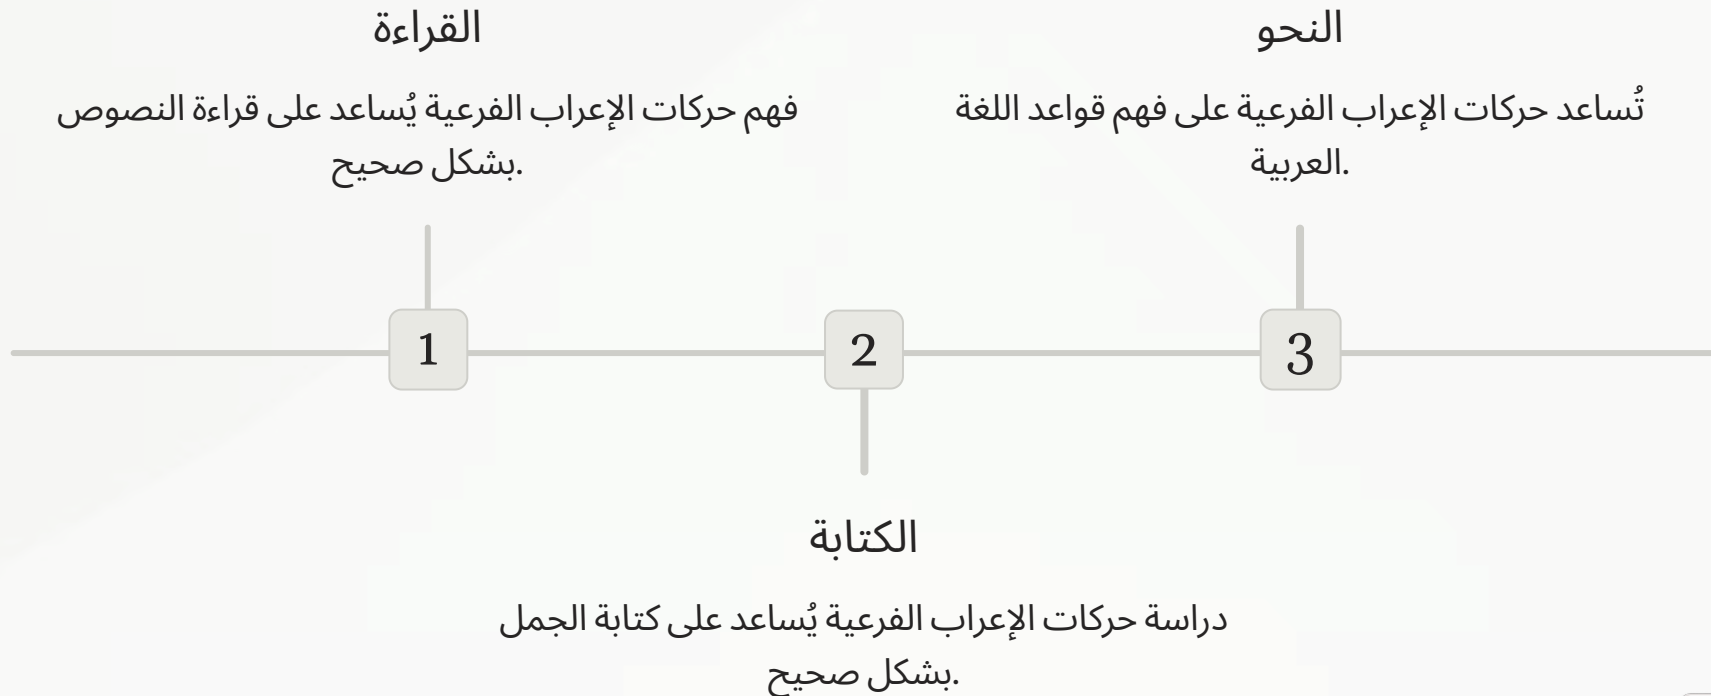 القراءة
فهم حركات الإعراب الفرعية يُساعد على قراءة النصوص
بشكل صحيح.
1
2
الكتابة
دراسة حركات الإعراب الفرعية يُساعد على كتابة الجمل
بشكل صحيح.
3
النحو
تُساعد حركات الإعراب الفرعية على فهم قواعد اللغة
العربية.